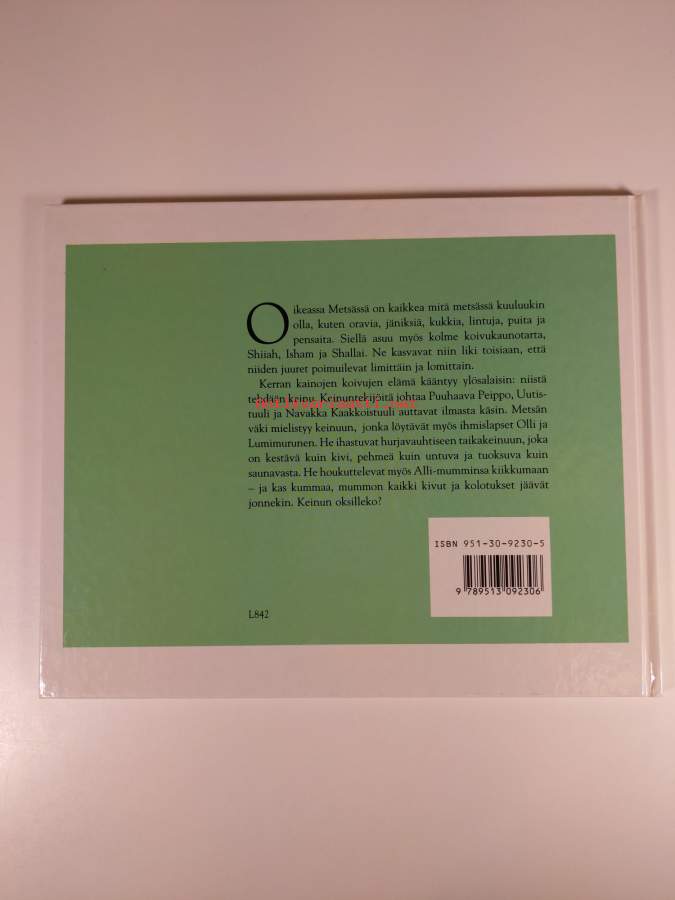 Oikeassa Metsässä on kaikkea mitä metsässä kuuluukin
olla, kuten oravia, jäniksiä, kukkia, lintuja, puita ja
pensaita. Siellä asuu myös kolme koivukaunotarta,
Shiiah, Isham ja Shallai. Ne kasvavat niin liki toisiaan, että
niiden juuret poimuilevat limittäin ja lomittain.
Kerran kainojen koivujen elämä kääntyy ylösalaisin: niistä
tehdään keinu. Keinuntekijöitä johtaa Puuhaava Peippo, Uutis-
tuuli ja Navakka Kaakkoistuuli auttavat ilmasta käsin. Metsän
väki mielistyy keinuun, jonka löytävät myös ihmislapset Olli ja
Lumimurunen. He ihastuvat hurjavauhtiseen taikakeinuun, joka
on kestävä kuin kivi, pehmeä kuin untuva ja tuoksuva kuin
saunavasta. He houkuttelevat myös Alli-mumminsa kiikkumaan
– ja kas kummaa, mummon kaikki kivut ja kolotukset jäävät
jonnekin. Keinun oksilleko?
ISBN 951-30-9230-5
9 789513 092306
L842